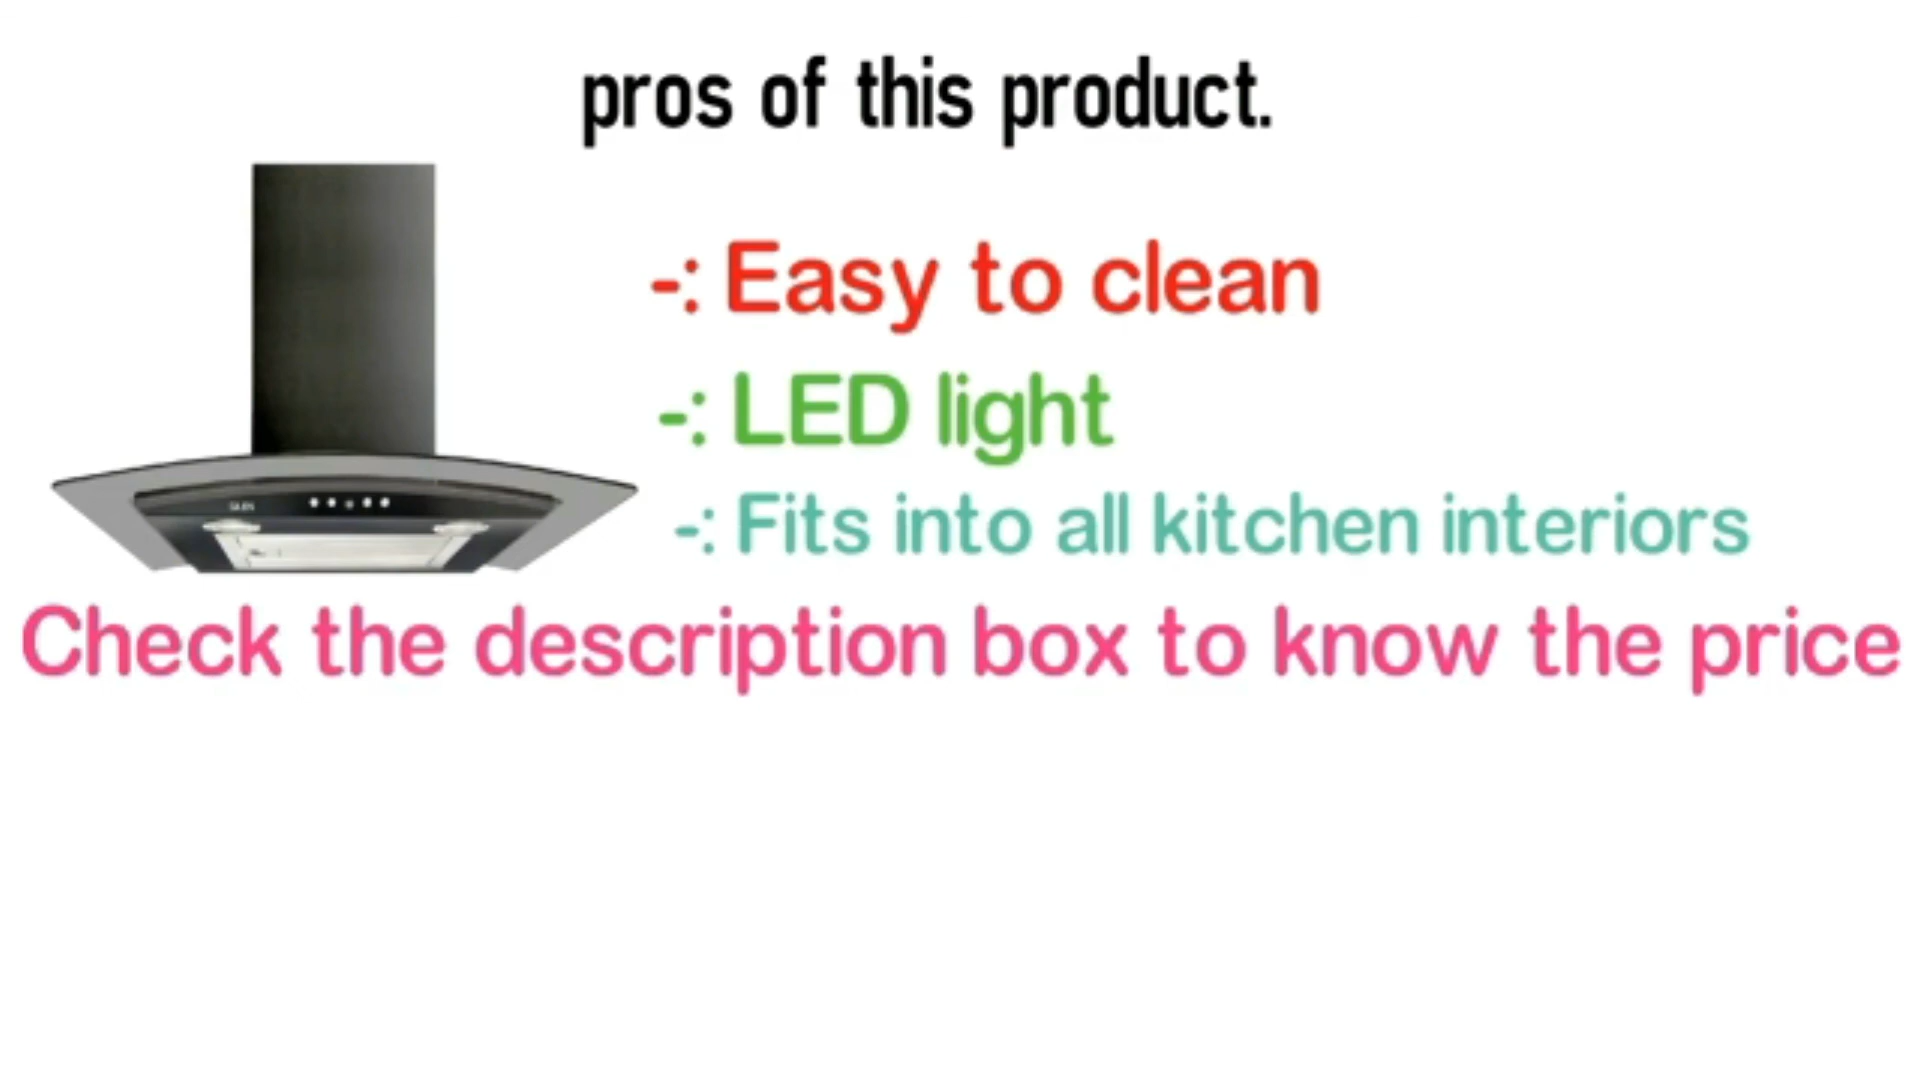 pros of this product.
-: Easy to clean
-: LED light
-: Fits into all kitchen interiors
Check the description box to know the price